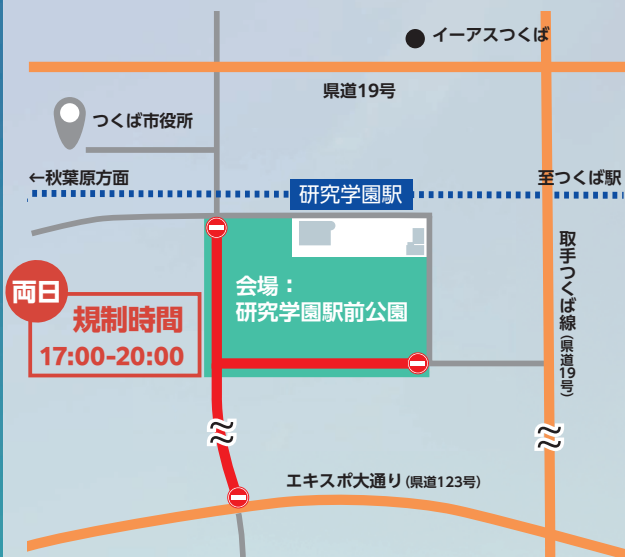 イーアスつくば
県道19号
つくば市役所
←秋葉原方面
至つくば駅
研究学園駅
取手つくば線(県道19号)
両日
規制時間
17:00-20:00
会場：
研究学園駅前公園
エキスポ大通り(県道123号)